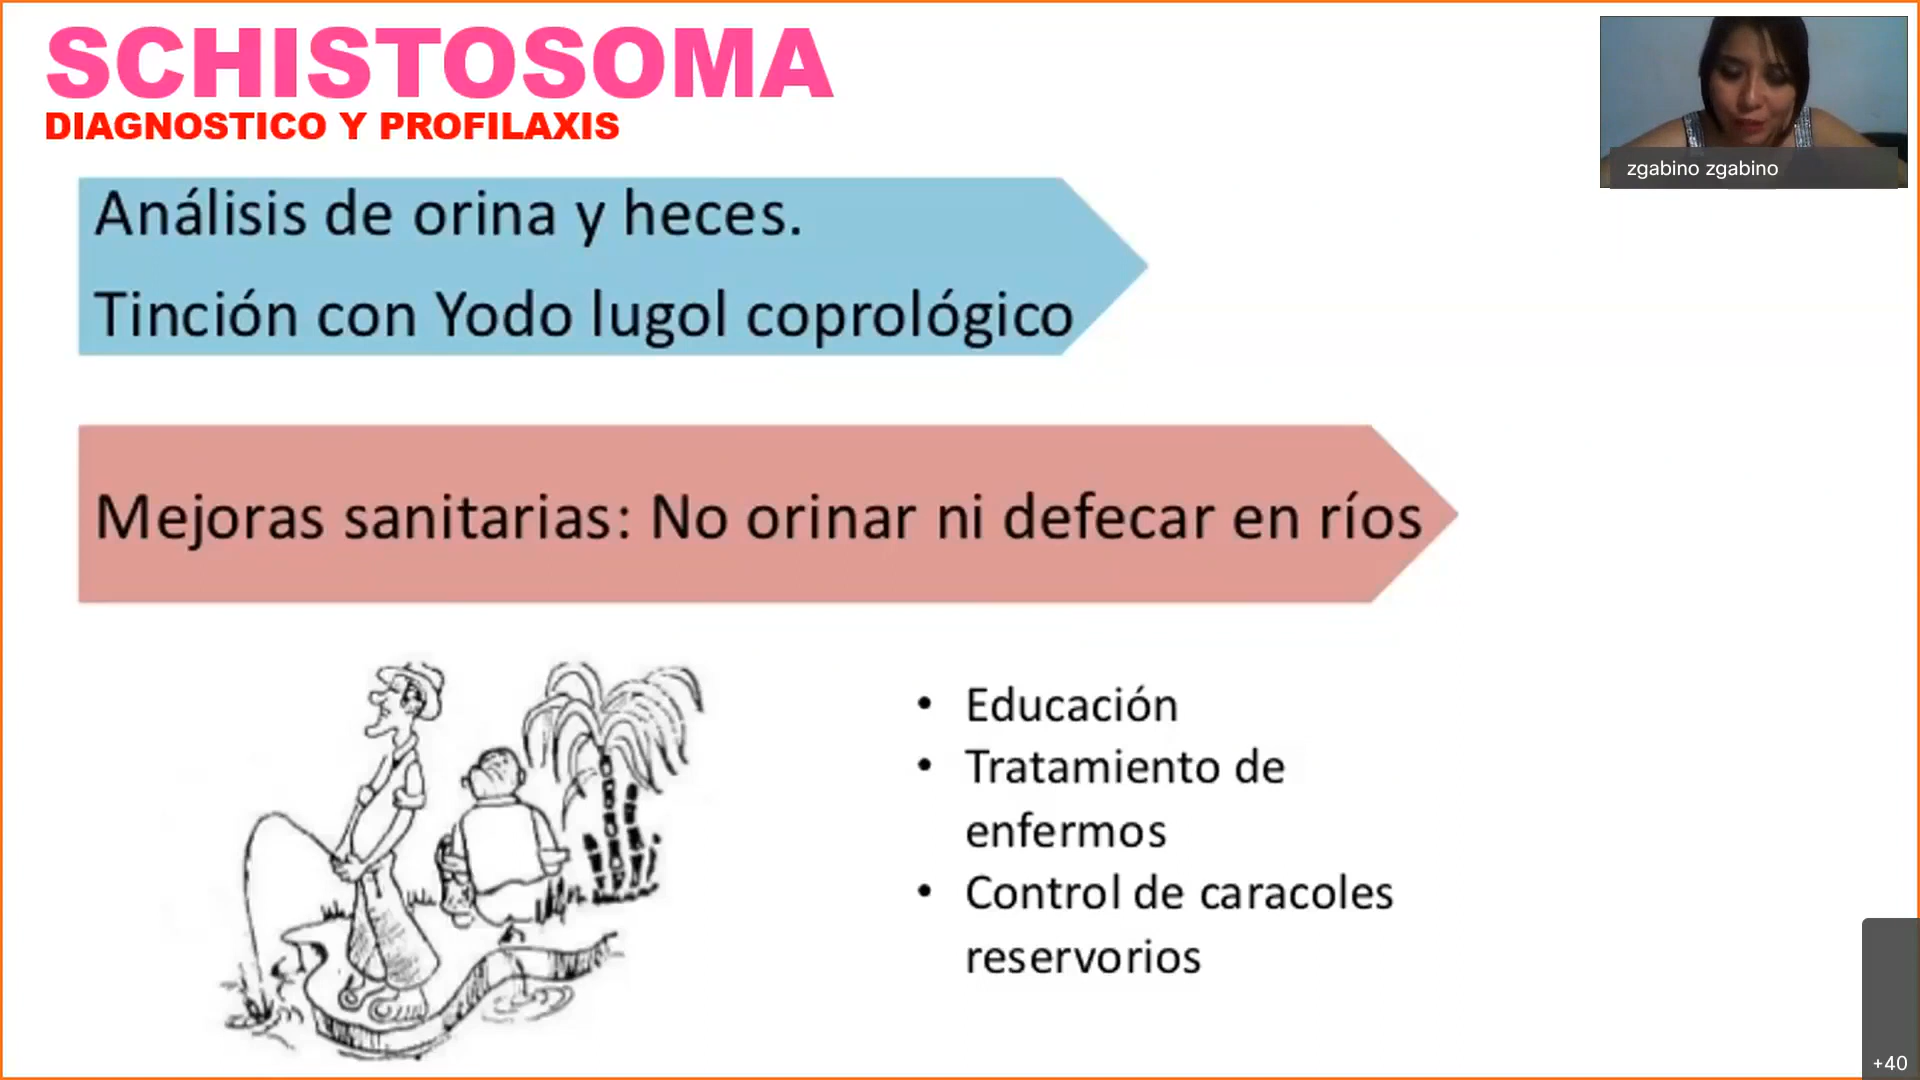 SCHISTOSOMA
DIAGNOSTICO Y PROFILAXIS
zgabino zgabino
Análisis de orina y heces.
Tinción con Yodo lugol coprológico
Mejoras sanitarias: No orinar ni defecar en ríos
• Educación
• Tratamiento de
enfermos
• Control de caracoles
reservorios
+40